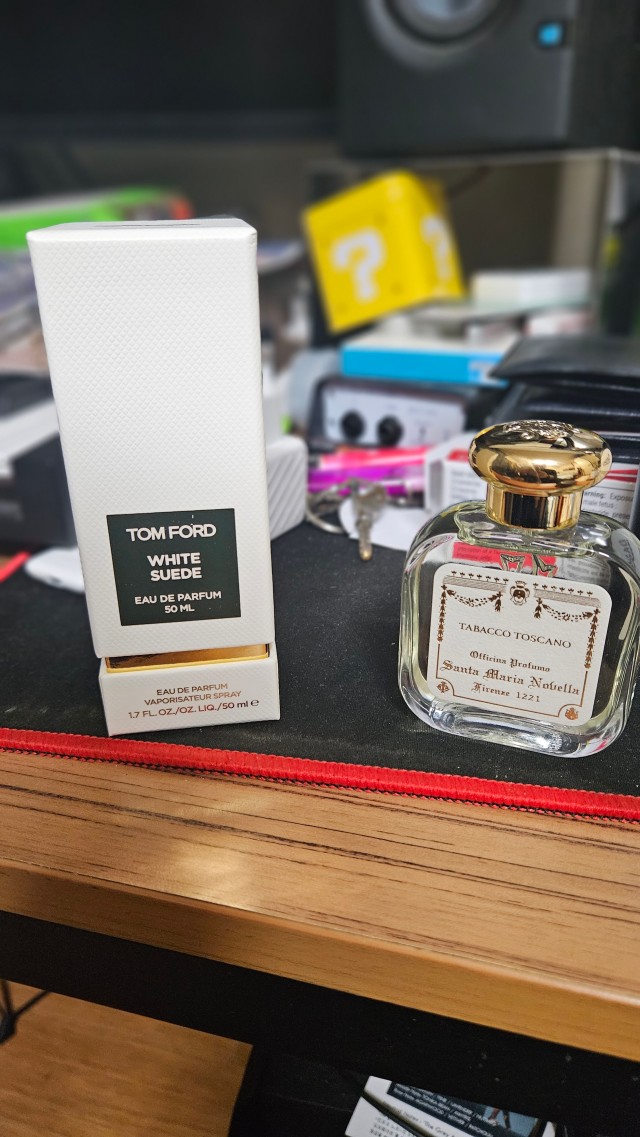 TOM FORD
WHITE
SUEDE
EAU DE PARFUM
50 ML
EAU DE PARFUM
VAPORISATEUR SPRAY
1.7 FL.OZ./OZ. LIQ./50 ml e
TABACCO TOSCANO
Officina Profumo
Santa Maria Novella
Firenze 1221
?
?